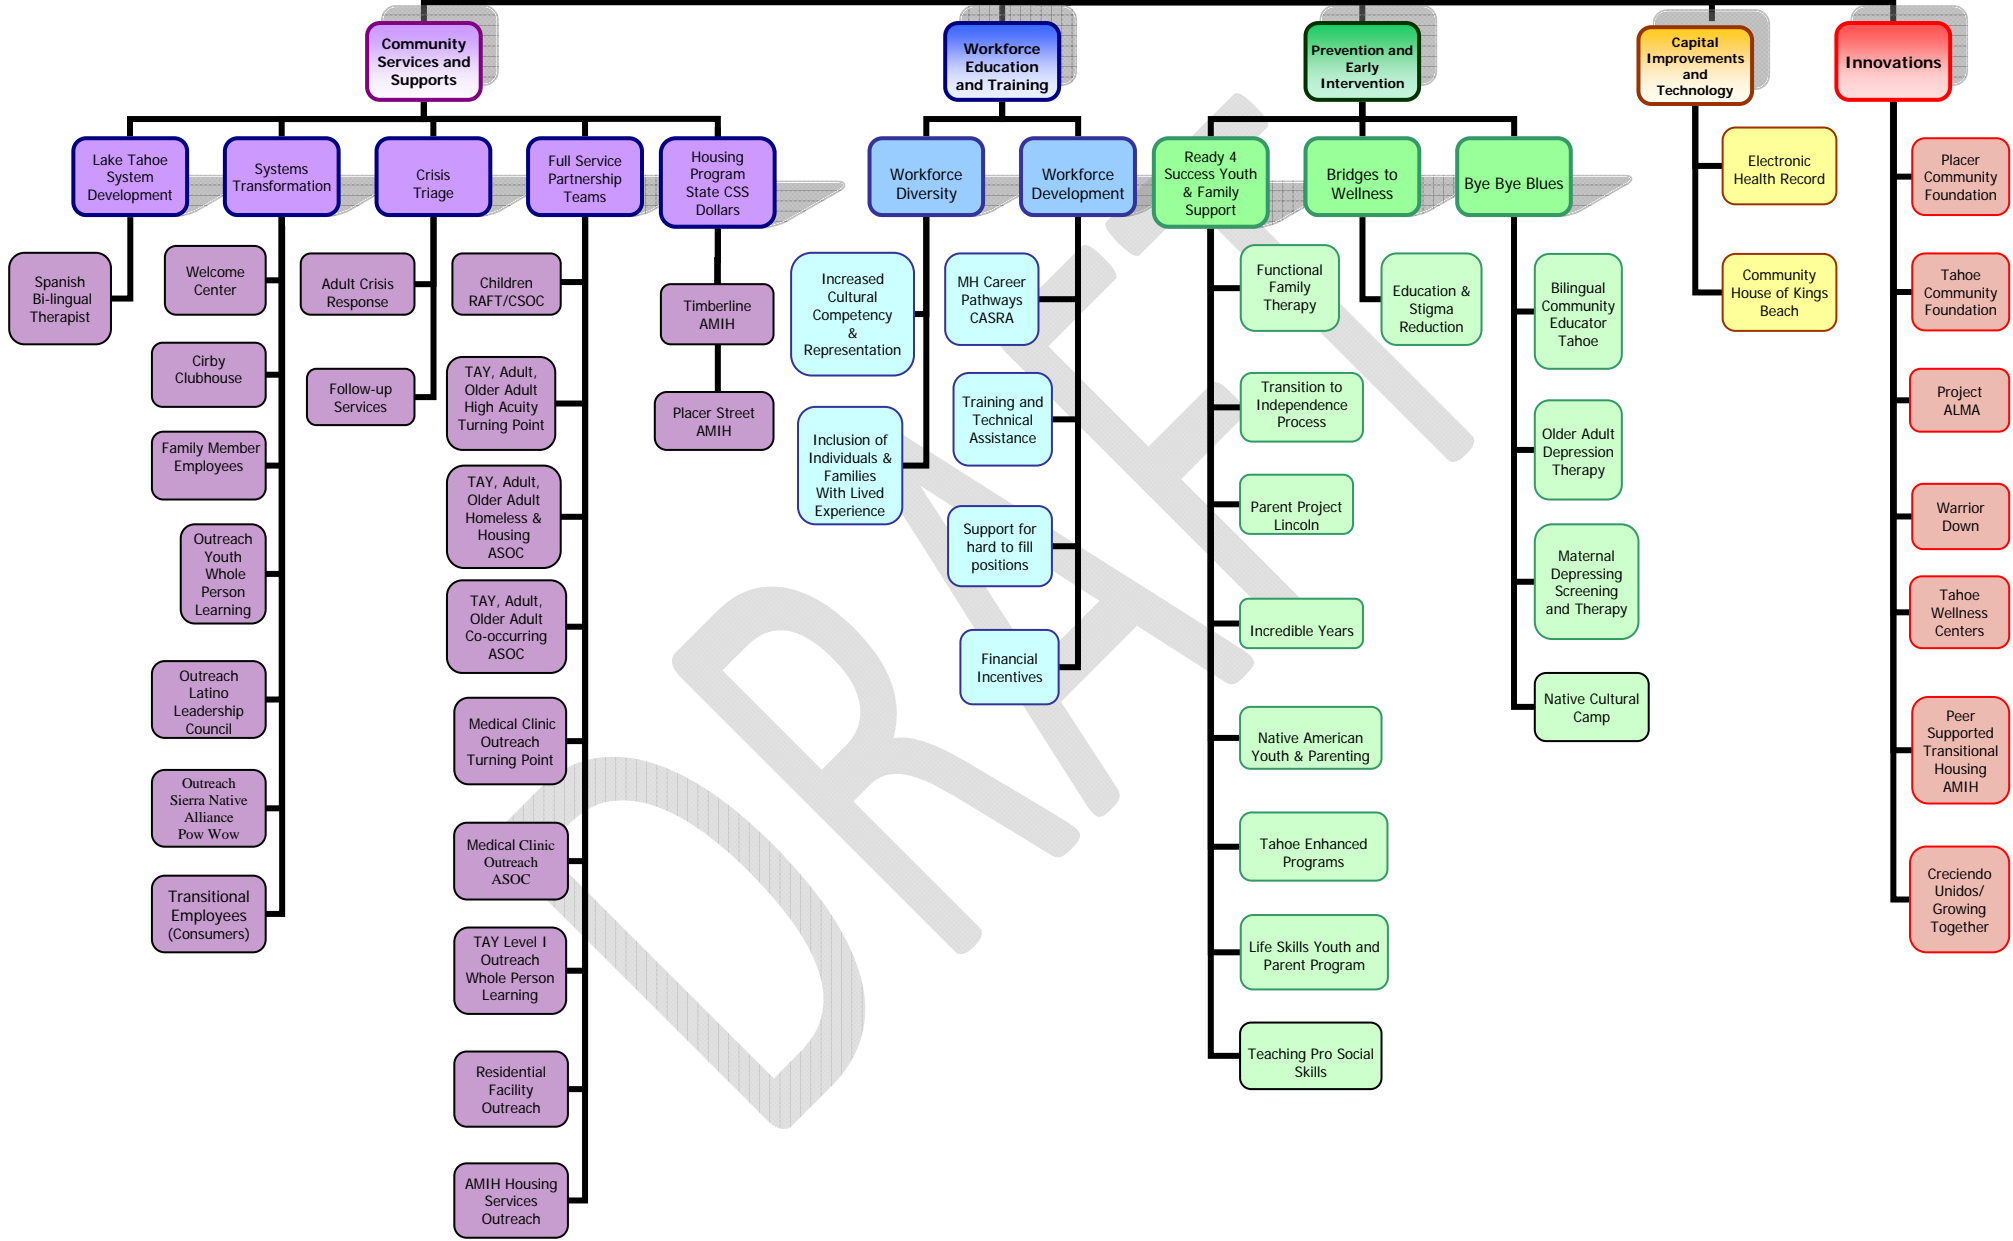 Community
Services and
Supports
Workforce
Education
and Training
Prevention and
Early
Intervention
Capital
Improvements
and
Technology
Innovations
Lake Tahoe
System
Development
Systems
Transformation
Crisis
Triage
Full Service
Partnership
Teams
Housing
Program
State CSS
Dollars
Workforce
Diversity
Workforce
Development
Ready 4
Success Youth
& Family
Support
Bridges to
Wellness
Bye Bye Blues
Spanish
Bi-lingual
Therapist
Welcome
Center
Cirby
Clubhouse
Family Member
Employees
Outreach
Youth
Whole
Person
Learning
Outreach
Latino
Leadership
Council
Outreach
Sierra Native
Alliance
Pow Wow
Transitional
Employees
(Consumers)
Adult Crisis
Response
Follow-up
Services
Children
RAFT/CSOC
TAY, Adult,
Older Adult
High Acuity
Turning Point
TAY, Adult,
Older Adult
Homeless &
Housing
ASOC
TAY, Adult,
Older Adult
Co-occurring
ASOC
Medical Clinic
Outreach
Turning Point
Medical Clinic
Outreach
ASOC
TAY Level I
Outreach
Whole Person
Learning
Residential
Facility
Outreach
AMIH Housing
Services
Outreach
Timberline
AMIH
Placer Street
AMIH
Increased
Cultural
Competency
&
Representation
Inclusion of
Individuals &
Families
With Lived
Experience
MH Career
Pathways
CASRA
Training and
Technical
Assistance
Support for
hard to fill
positions
Financial
Incentives
Functional
Family
Therapy
Transition to
Independence
Process
Parent Project
Lincoln
Incredible Years
Native American
Youth & Parenting
Tahoe Enhanced
Programs
Life Skills Youth and
Parent Program
Teaching Pro Social
Skills
Education &
Stigma
Reduction
Bilingual
Community
Educator
Tahoe
Older Adult
Depression
Therapy
Maternal
Depressing
Screening
and Therapy
Native Cultural
Camp
Electronic
Health Record
Community
House of Kings
Beach
Placer
Community
Foundation
Tahoe
Community
Foundation
Project
ALMA
Warrior
Down
Tahoe
Wellness
Centers
Peer
Supported
Transitional
Housing
AMIH
Creciendo
Unidos/
Growing
Together
DRAFT